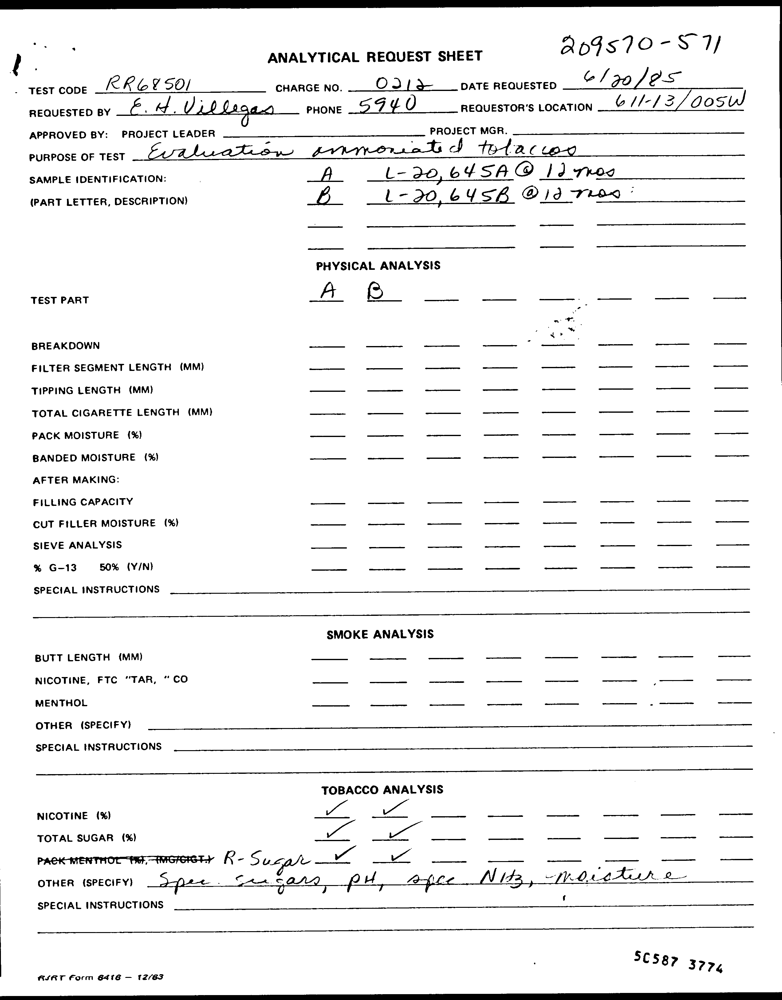 209570-571
ANALYTICAL REQUEST SHEET
TEST CODE RR68501 CHARGE NO. 0212 DATE REQUESTED 6/20/85
REQUESTED BY E. H. Villegas PHONE 5940 REQUESTOR'S LOCATION 611-13/005W
APPROVED BY: PROJECT LEADER PROJECT MGR.
PURPOSE OF TEST Evaluation ammoniated tobaccos
SAMPLE IDENTIFICATION: A L-20,645A @ 12 mos
(PART LETTER, DESCRIPTION) B L-20,645B @ 12 mos
PHYSICAL ANALYSIS
TEST PART A B
BREAKDOWN
FILTER SEGMENT LENGTH (MM)
TIPPING LENGTH (MM)
TOTAL CIGARETTE LENGTH (MM)
PACK MOISTURE (%)
BANDED MOISTURE (%)
AFTER MAKING:
FILLING CAPACITY
CUT FILLER MOISTURE (%)
SIEVE ANALYSIS
% G-13 50% (Y/N)
SPECIAL INSTRUCTIONS
SMOKE ANALYSIS
BUTT LENGTH (MM)
NICOTINE, FTC "TAR, " CO
MENTHOL
OTHER (SPECIFY)
SPECIAL INSTRUCTIONS
TOBACCO ANALYSIS
NICOTINE (%) ✓ ✓
TOTAL SUGAR (%) ✓ ✓
PACK MENTHOL (%), (MG/CIGT.) R-Sugar ✓ ✓
OTHER (SPECIFY) Spec. sugars, pH, spec NH3, moisture
SPECIAL INSTRUCTIONS
RJRT Form 6416 - 12/83
50587 3774